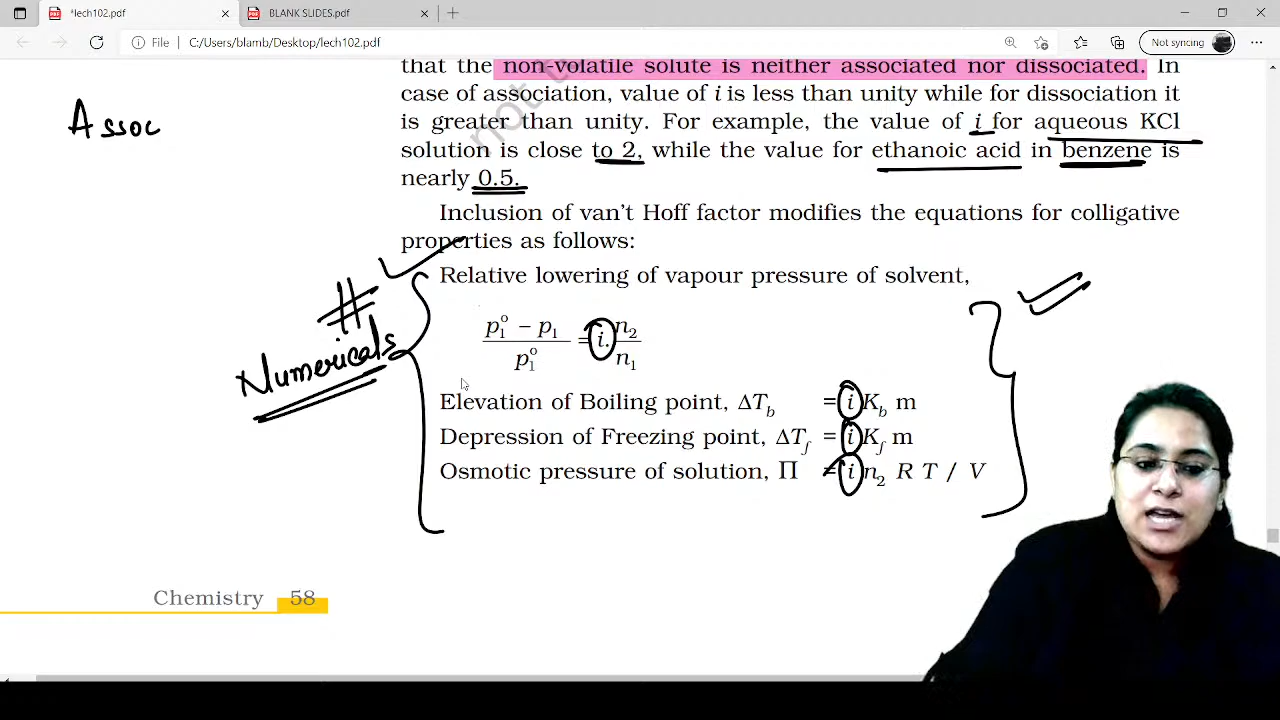 *lech102.pdf
BLANK SLIDES.pdf
File C:/Users/blamb/Desktop/lech102.pdf
Not syncing
that the non-volatile solute is neither associated nor dissociated. In
case of association, value of i is less than unity while for dissociation it
is greater than unity. For example, the value of i for aqueous KCl
solution is close to 2, while the value for ethanoic acid in benzene is
nearly 0.5.
Assoc
not t
Inclusion of van't Hoff factor modifies the equations for colligative
properties as follows:
Relative lowering of vapour pressure of solvent,
(p₁° – p₁)/p₁° = i. n₂/n₁
# Numericals
Elevation of Boiling point, ΔT_b = i K_b m
Depression of Freezing point, ΔT_f = i K_f m
Osmotic pressure of solution, Π = i n₂ R T / V
Chemistry 58